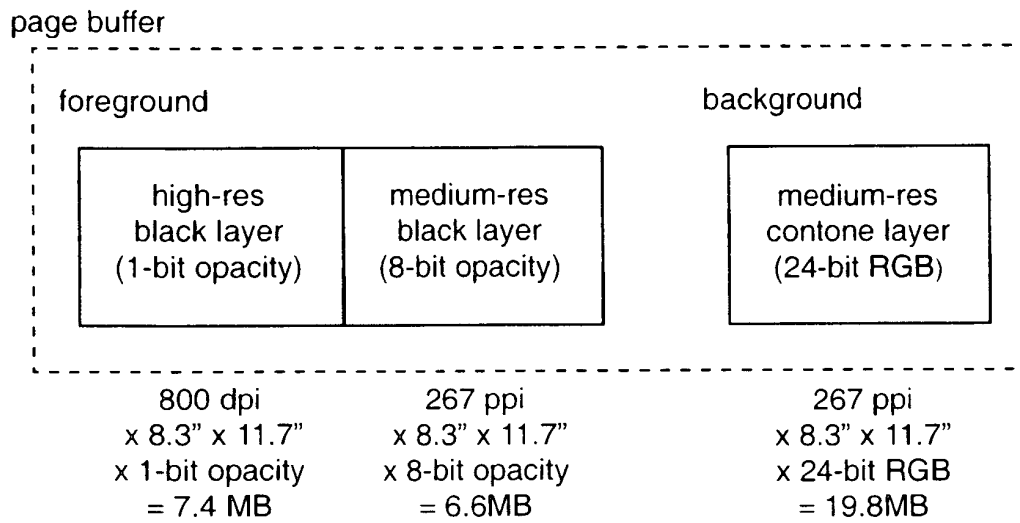 page buffer
foreground
background
high-res
black layer
(1-bit opacity)
medium-res
black layer
(8-bit opacity)
medium-res
contone layer
(24-bit RGB)
800 dpi
x 8.3" x 11.7"
x 1-bit opacity
= 7.4 MB
267 ppi
x 8.3" x 11.7"
x 8-bit opacity
= 6.6MB
267 ppi
x 8.3" x 11.7"
x 24-bit RGB
= 19.8MB